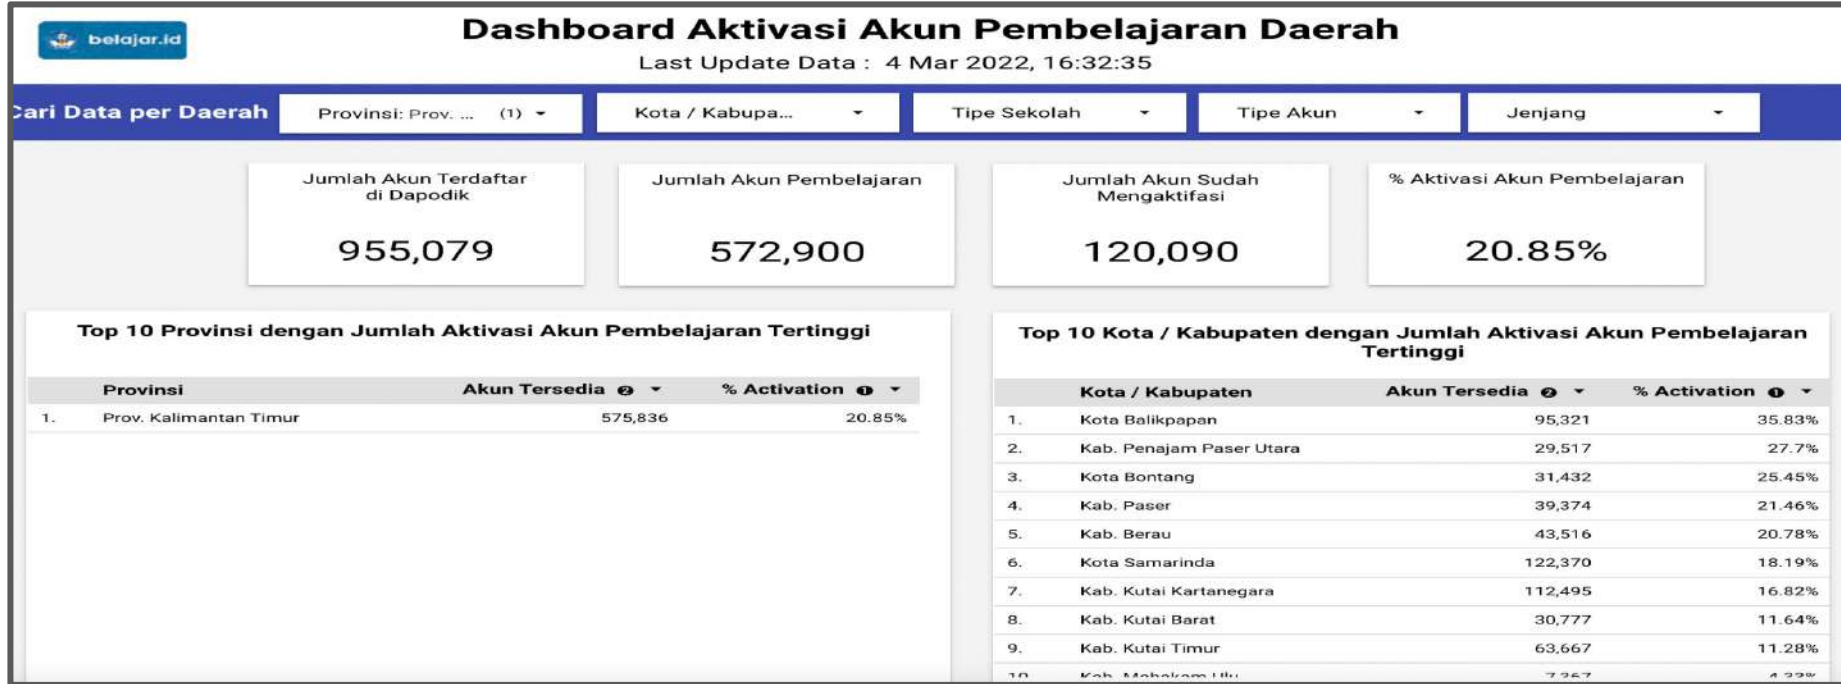 belajar.id
Dashboard Aktivasi Akun Pembelajaran Daerah
Last Update Data : 4 Mar 2022, 16:32:35
Cari Data per Daerah
Provinsi: Prov. ... (1)
Kota / Kabupa...
Tipe Sekolah
Tipe Akun
Jenjang
Jumlah Akun Terdaftar
di Dapodik
955,079
Jumlah Akun Pembelajaran
572,900
Jumlah Akun Sudah
Mengaktifasi
120,090
% Aktivasi Akun Pembelajaran
20.85%
Top 10 Provinsi dengan Jumlah Aktivasi Akun Pembelajaran Tertinggi
Provinsi Akun Tersedia 2 % Activation 1
1. Prov. Kalimantan Timur 575,836 20.85%
Top 10 Kota / Kabupaten dengan Jumlah Aktivasi Akun Pembelajaran
Tertinggi
Kota / Kabupaten Akun Tersedia 2 % Activation 1
1. Kota Balikpapan 95,321 35.83%
2. Kab. Penajam Paser Utara 29,517 27.7%
3. Kota Bontang 31,432 25.45%
4. Kab. Paser 39,374 21.46%
5. Kab. Berau 43,516 20.78%
6. Kota Samarinda 122,370 18.19%
7. Kab. Kutai Kartanegara 112,495 16.82%
8. Kab. Kutai Barat 30,777 11.64%
9. Kab. Kutai Timur 63,667 11.28%
10. Kab. Mahakam Ulu